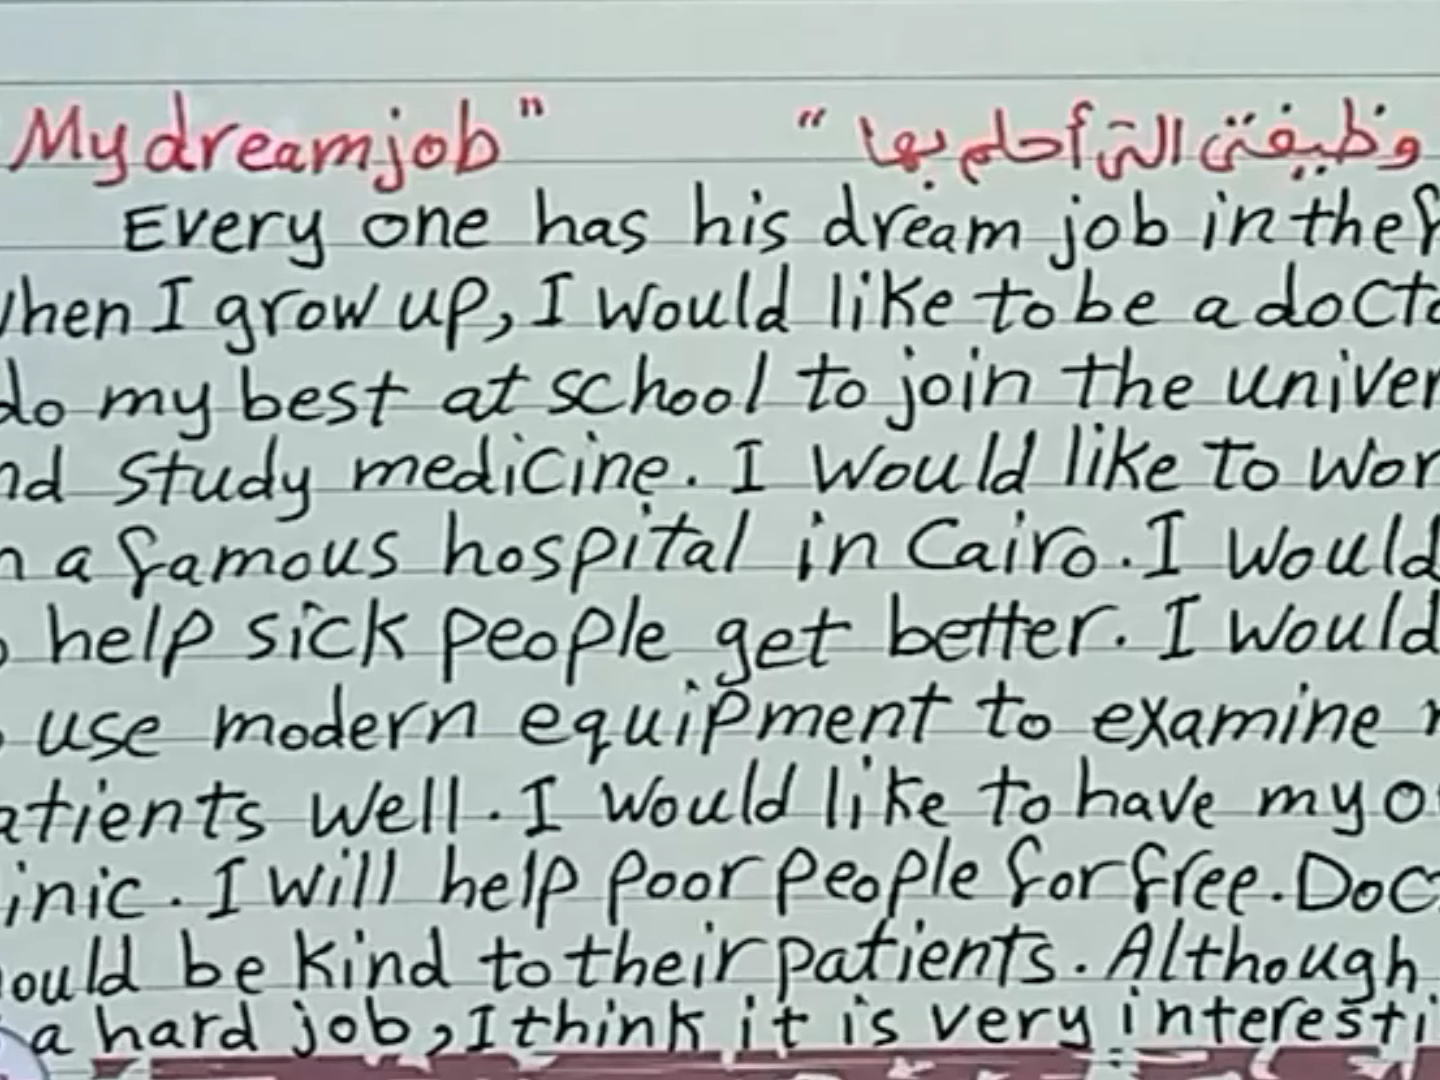 My dream job" "وظيفتى التى أحلم بها
Every one has his dream job in the f
when I grow up, I would like to be a docto
do my best at school to join the univer
nd study medicine. I would like to wor
n a famous hospital in Cairo. I would
o help sick people get better. I would
o use modern equipment to examine m
atients well. I would like to have my o
inic. I will help poor people for free. Doc
ould be kind to their patients. Although
a hard job, I think it is very interesti